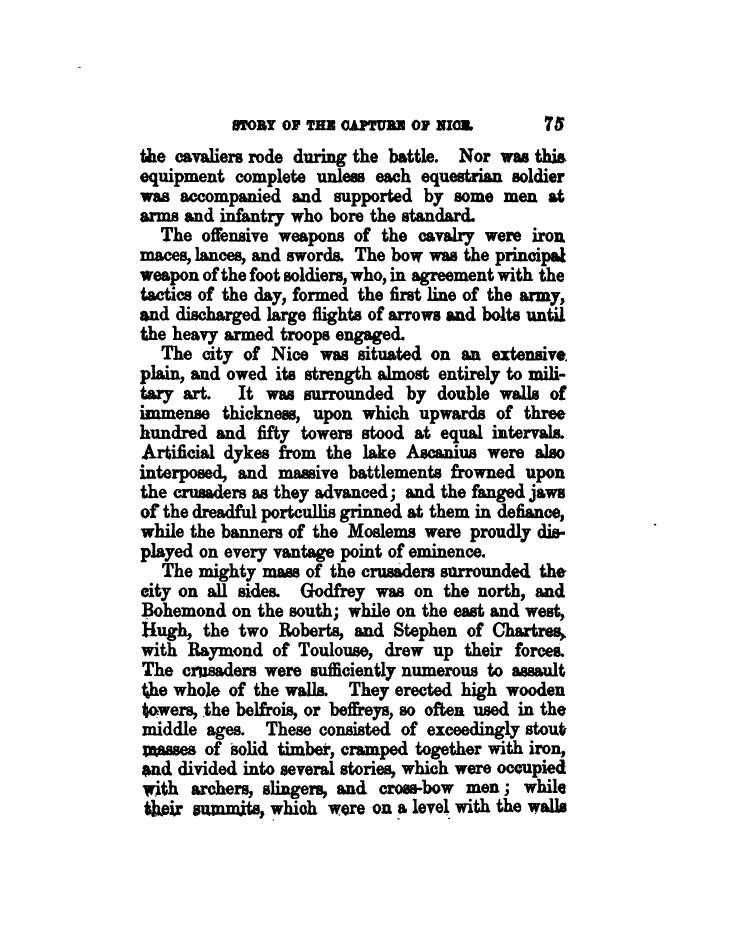 STORY OF THE CAPTURE OF NICE. 75
the cavaliers rode during the battle. Nor was this
equipment complete unless each equestrian soldier
was accompanied and supported by some men at
arms and infantry who bore the standard.
The offensive weapons of the cavalry were iron
maces, lances, and swords. The bow was the principal
weapon of the foot soldiers, who, in agreement with the
tactics of the day, formed the first line of the army,
and discharged large flights of arrows and bolts until
the heavy armed troops engaged.
The city of Nice was situated on an extensive
plain, and owed its strength almost entirely to mili-
tary art. It was surrounded by double walls of
immense thickness, upon which upwards of three
hundred and fifty towers stood at equal intervals.
Artificial dykes from the lake Ascanius were also
interposed, and massive battlements frowned upon
the crusaders as they advanced; and the fanged jaws
of the dreadful portcullis grinned at them in defiance,
while the banners of the Moslems were proudly dis-
played on every vantage point of eminence.
The mighty mass of the crusaders surrounded the
city on all sides. Godfrey was on the north, and
Bohemond on the south; while on the east and west,
Hugh, the two Roberts, and Stephen of Chartres,
with Raymond of Toulouse, drew up their forces.
The crusaders were sufficiently numerous to assault
the whole of the walls. They erected high wooden
towers, the belfrois, or beffreys, so often used in the
middle ages. These consisted of exceedingly stout
masses of solid timber, cramped together with iron,
and divided into several stories, which were occupied
with archers, slingers, and cross-bow men; while
their summits, which were on a level with the walls